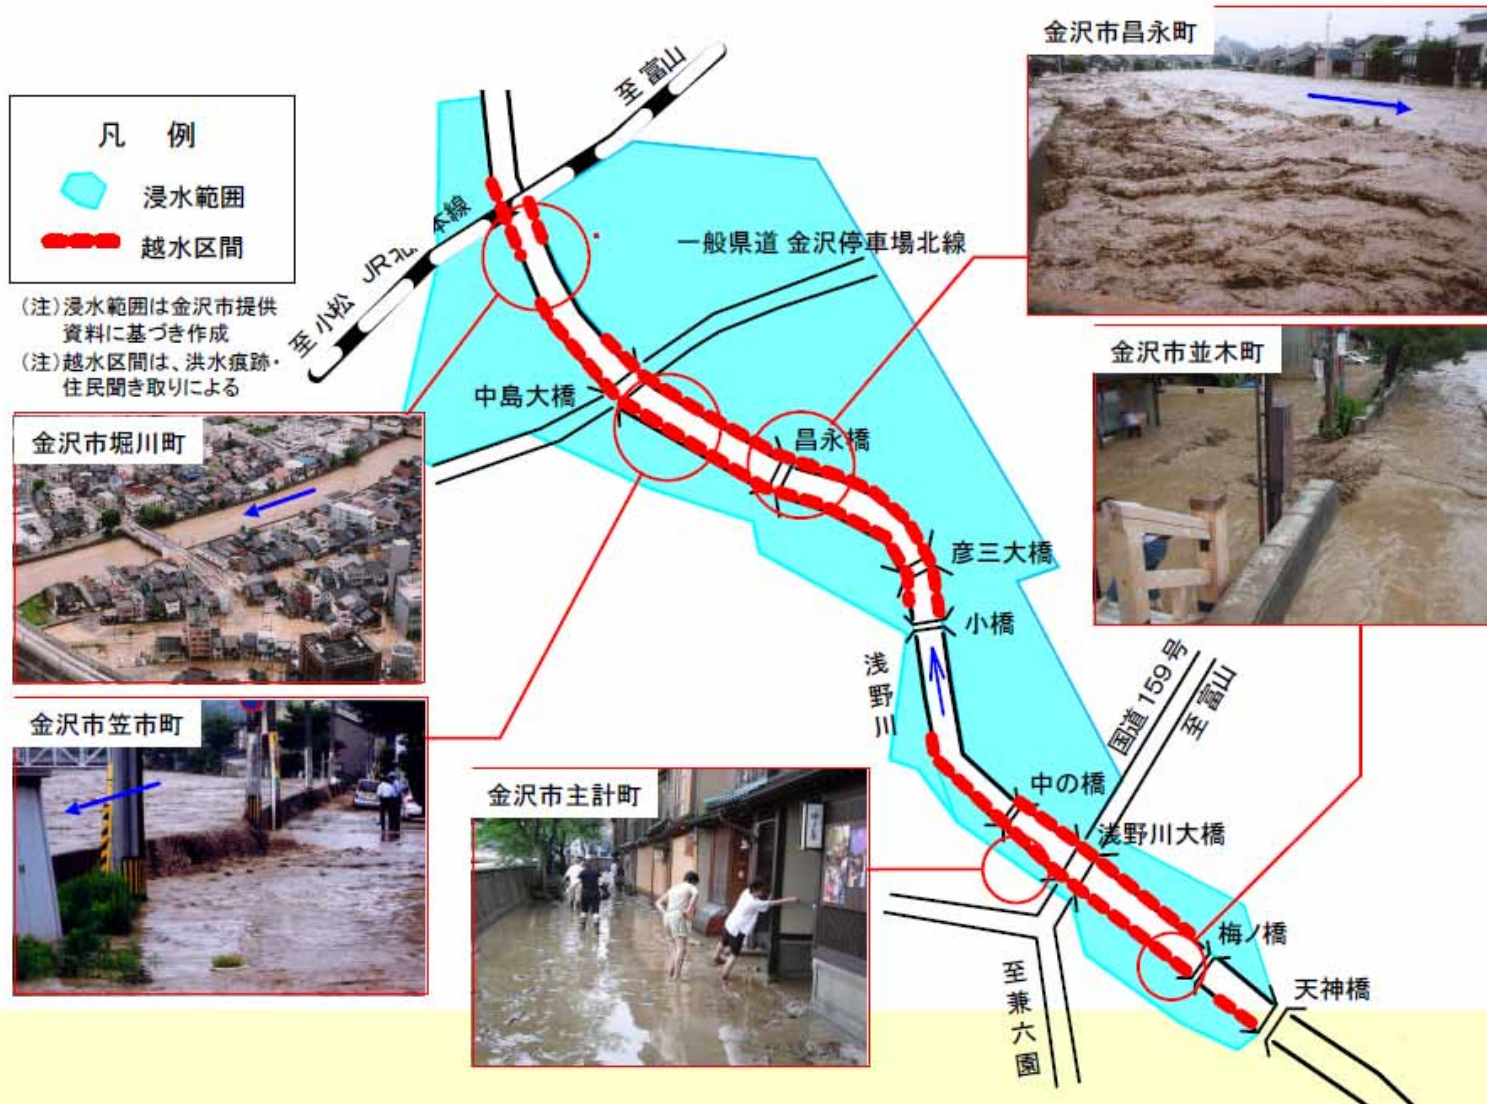 金沢市昌永町
至 富山
凡 例
浸水範囲
越水区間
(注)浸水範囲は金沢市提供
資料に基づき作成
(注)越水区間は、洪水痕跡・
住民聞き取りによる
本線
JR北
至 小松
一般県道 金沢停車場北線
金沢市並木町
中島大橋
昌永橋
金沢市堀川町
彦三大橋
小橋
浅野川
国道 159 号
至 富山
金沢市笠市町
金沢市主計町
中の橋
浅野川大橋
梅ノ橋
天神橋
至兼六園